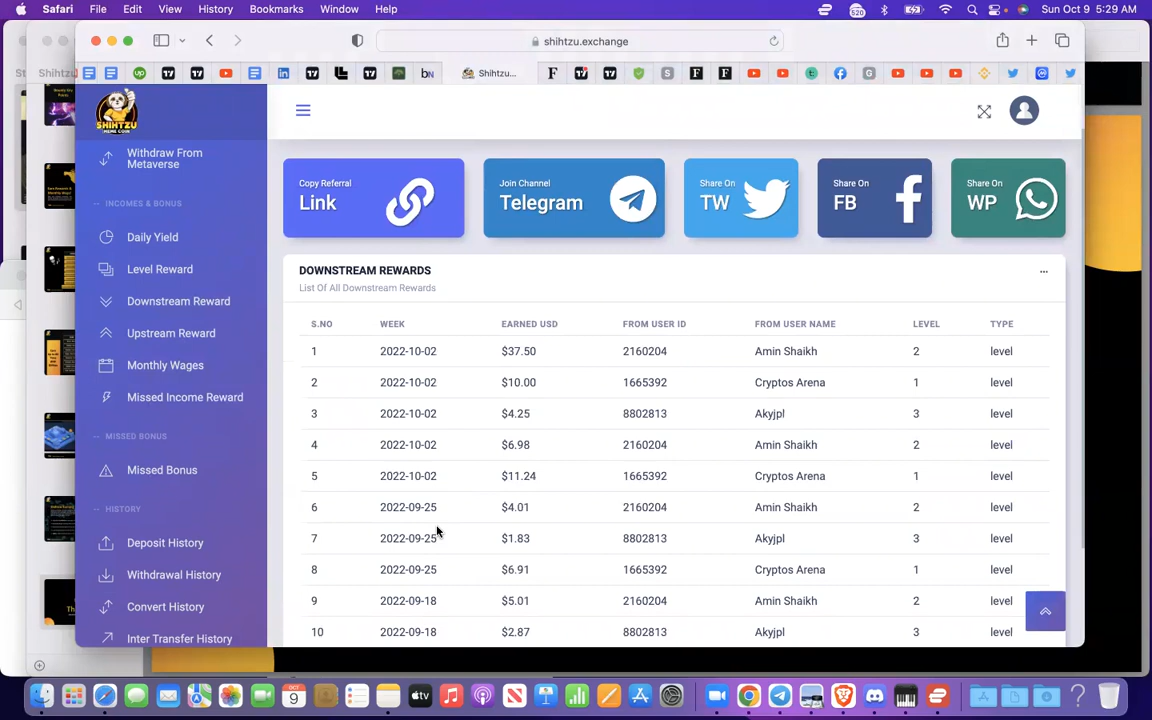 Safari File Edit View History Bookmarks Window Help
520
Sun Oct 9 5:29 AM
shihtzu.exchange
Shihtzu...
SHIHTZU
MEME COIN
Withdraw From
Metaverse
INCOMES & BONUS
Daily Yield
Level Reward
Downstream Reward
Upstream Reward
Monthly Wages
Missed Income Reward
MISSED BONUS
Missed Bonus
HISTORY
Deposit History
Withdrawal History
Convert History
Inter Transfer History
Copy Referral
Link
Join Channel
Telegram
Share On
TW
Share On
FB
Share On
WP
DOWNSTREAM REWARDS
...
List Of All Downstream Rewards
S.NO WEEK EARNED USD FROM USER ID FROM USER NAME LEVEL TYPE
1 2022-10-02 $37.50 2160204 Amin Shaikh 2 level
2 2022-10-02 $10.00 1665392 Cryptos Arena 1 level
3 2022-10-02 $4.25 8802813 Akyjpl 3 level
4 2022-10-02 $6.98 2160204 Amin Shaikh 2 level
5 2022-10-02 $11.24 1665392 Cryptos Arena 1 level
6 2022-09-25 $4.01 2160204 Amin Shaikh 2 level
7 2022-09-25 $1.83 8802813 Akyjpl 3 level
8 2022-09-25 $6.91 1665392 Cryptos Arena 1 level
9 2022-09-18 $5.01 2160204 Amin Shaikh 2 level
10 2022-09-18 $2.87 8802813 Akyjpl 3 level
OCT
9
tv